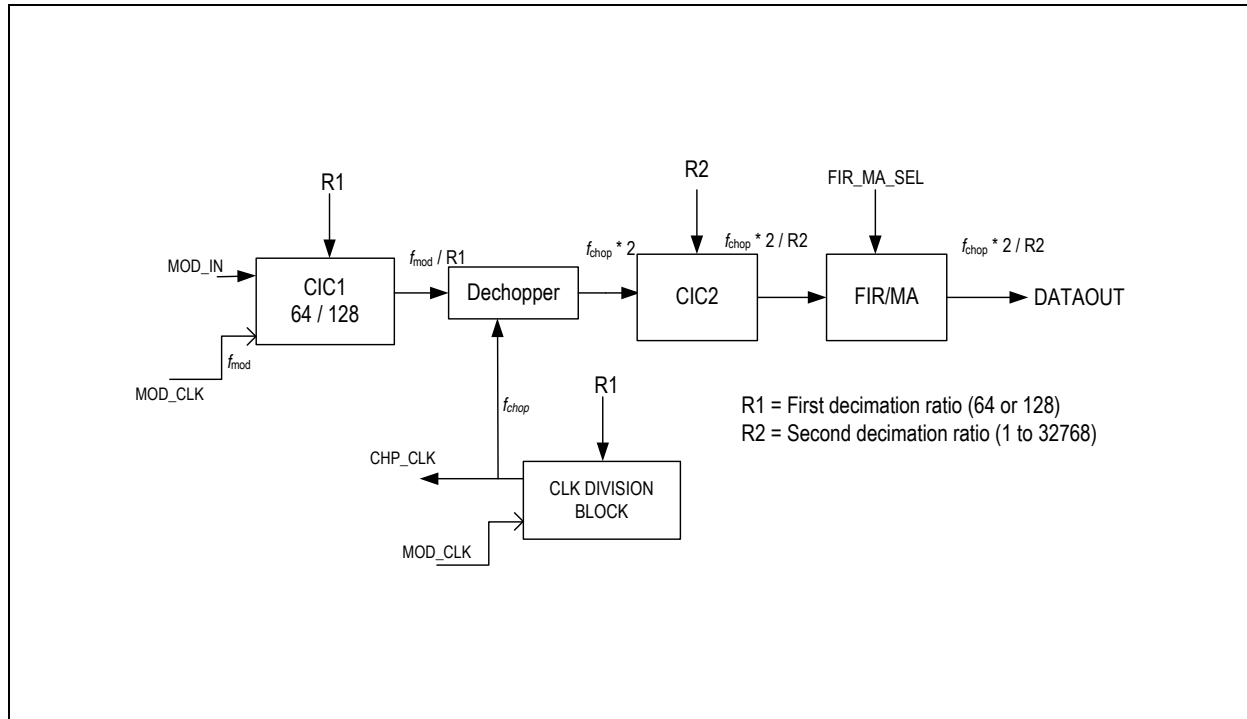 R1
R2
FIR_MA_SEL
MOD_IN
CIC1
64 / 128
fmod / R1
Dechopper
fchop * 2
CIC2
fchop * 2 / R2
FIR/MA
fchop * 2 / R2
DATAOUT
fmod
MOD_CLK
fchop
R1
R1 = First decimation ratio (64 or 128)
R2 = Second decimation ratio (1 to 32768)
CHP_CLK
CLK DIVISION
BLOCK
MOD_CLK